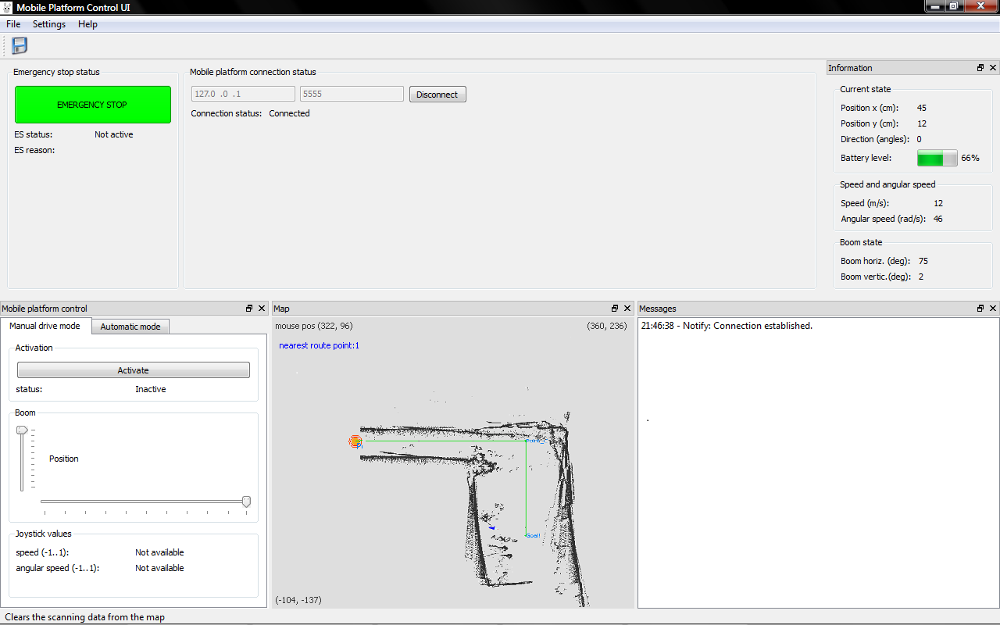 Mobile Platform Control UI
File Settings Help
Emergency stop status
EMERGENCY STOP
ES status: Not active
ES reason:
Mobile platform connection status
127.0 .0 .1 5555 Disconnect
Connection status: Connected
Information
Current state
Position x (cm): 45
Position y (cm): 12
Direction (angles): 0
Battery level: 66%
Speed and angular speed
Speed (m/s): 12
Angular speed (rad/s): 46
Boom state
Boom horiz. (deg): 75
Boom vertic.(deg): 2
Mobile platform control
Manual drive mode Automatic mode
Activation
Activate
status: Inactive
Boom
Position
Joystick values
speed (-1..1): Not available
angular speed (-1..1): Not available
Map
mouse pos (322, 96) (360, 236)
nearest route point:1
Goal!
(-104, -137)
Messages
21:46:38 - Notify: Connection established.
Clears the scanning data from the map